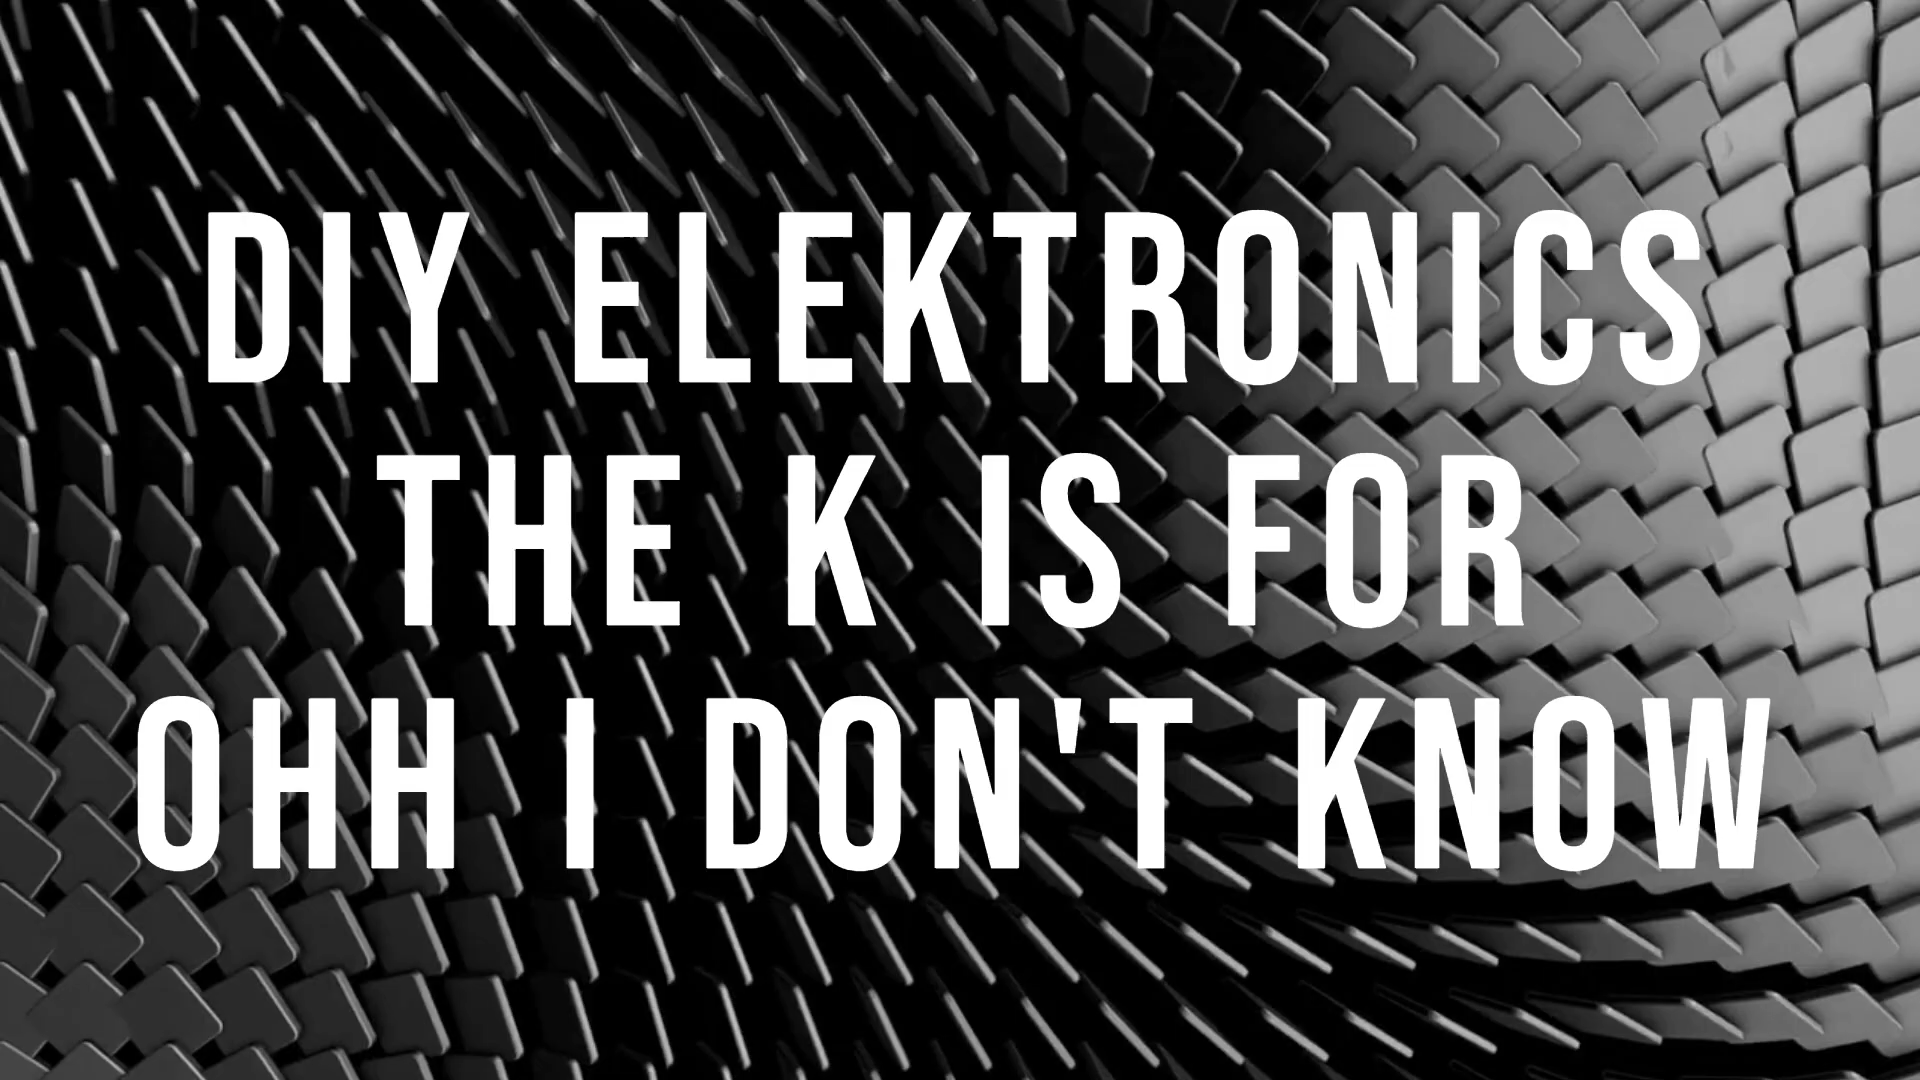 DIY ELEKTRONICS
THE K IS FOR
OHH I DON'T KNOW